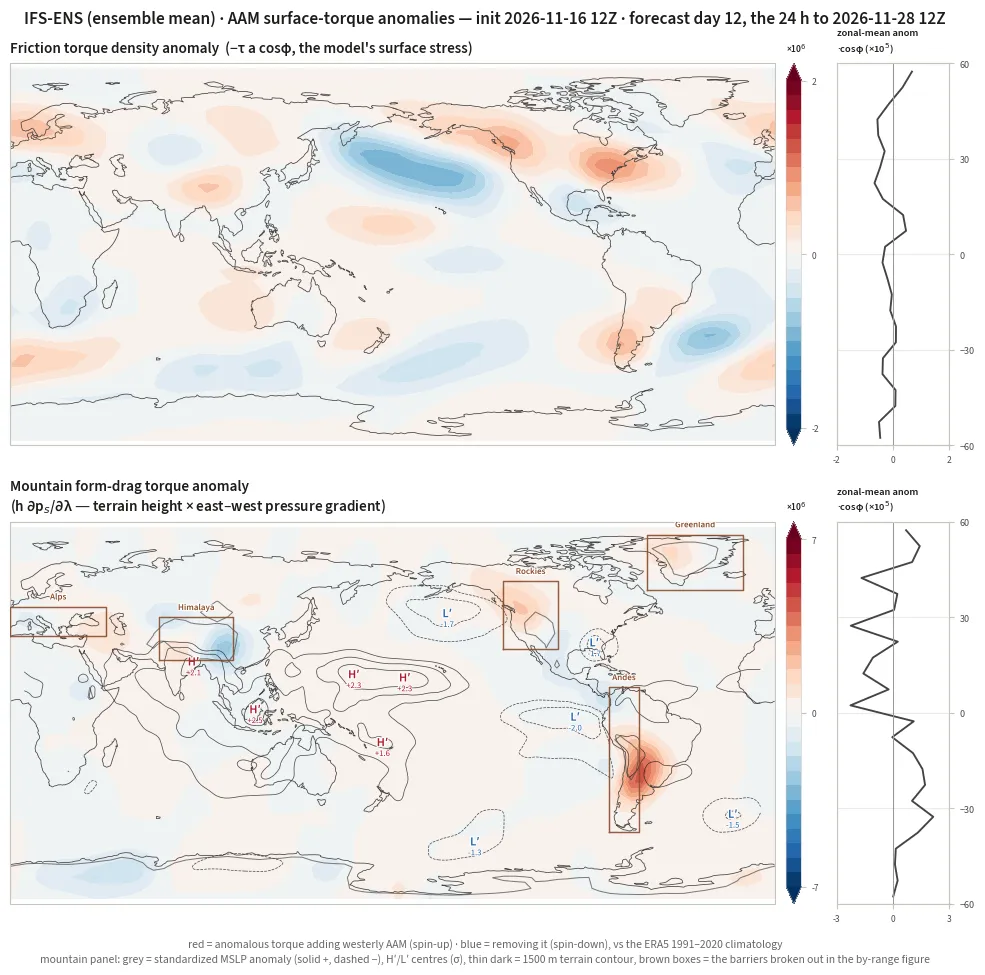 IFS-ENS (ensemble mean) · AAM surface-torque anomalies — init 2026-11-16 12Z · forecast day 12, the 24 h to 2026-11-28 12Z
Friction torque density anomaly (−τ a cosφ, the model's surface stress)
×10⁶
zonal-mean anom
·cosφ (×10⁵)
2
0
-2
60
30
0
−30
−60
-2
0
2
Mountain form-drag torque anomaly
(h ∂pₛ/∂λ — terrain height × east–west pressure gradient)
×10⁶
zonal-mean anom
·cosφ (×10⁵)
Greenland
Rockies
Alps
Himalaya
Andes
L′
-1.7
L′
H′
+2.1
H′
+2.3
H′
+2.3
H′
+2.5
L′
-2.0
H′
+1.6
L′
-1.5
L′
-1.3
7
0
-7
60
30
0
−30
−60
-3
0
3
red = anomalous torque adding westerly AAM (spin-up) · blue = removing it (spin-down), vs the ERA5 1991–2020 climatology
mountain panel: grey = standardized MSLP anomaly (solid +, dashed −), H′/L′ centres (σ), thin dark = 1500 m terrain contour, brown boxes = the barriers broken out in the by-range figure